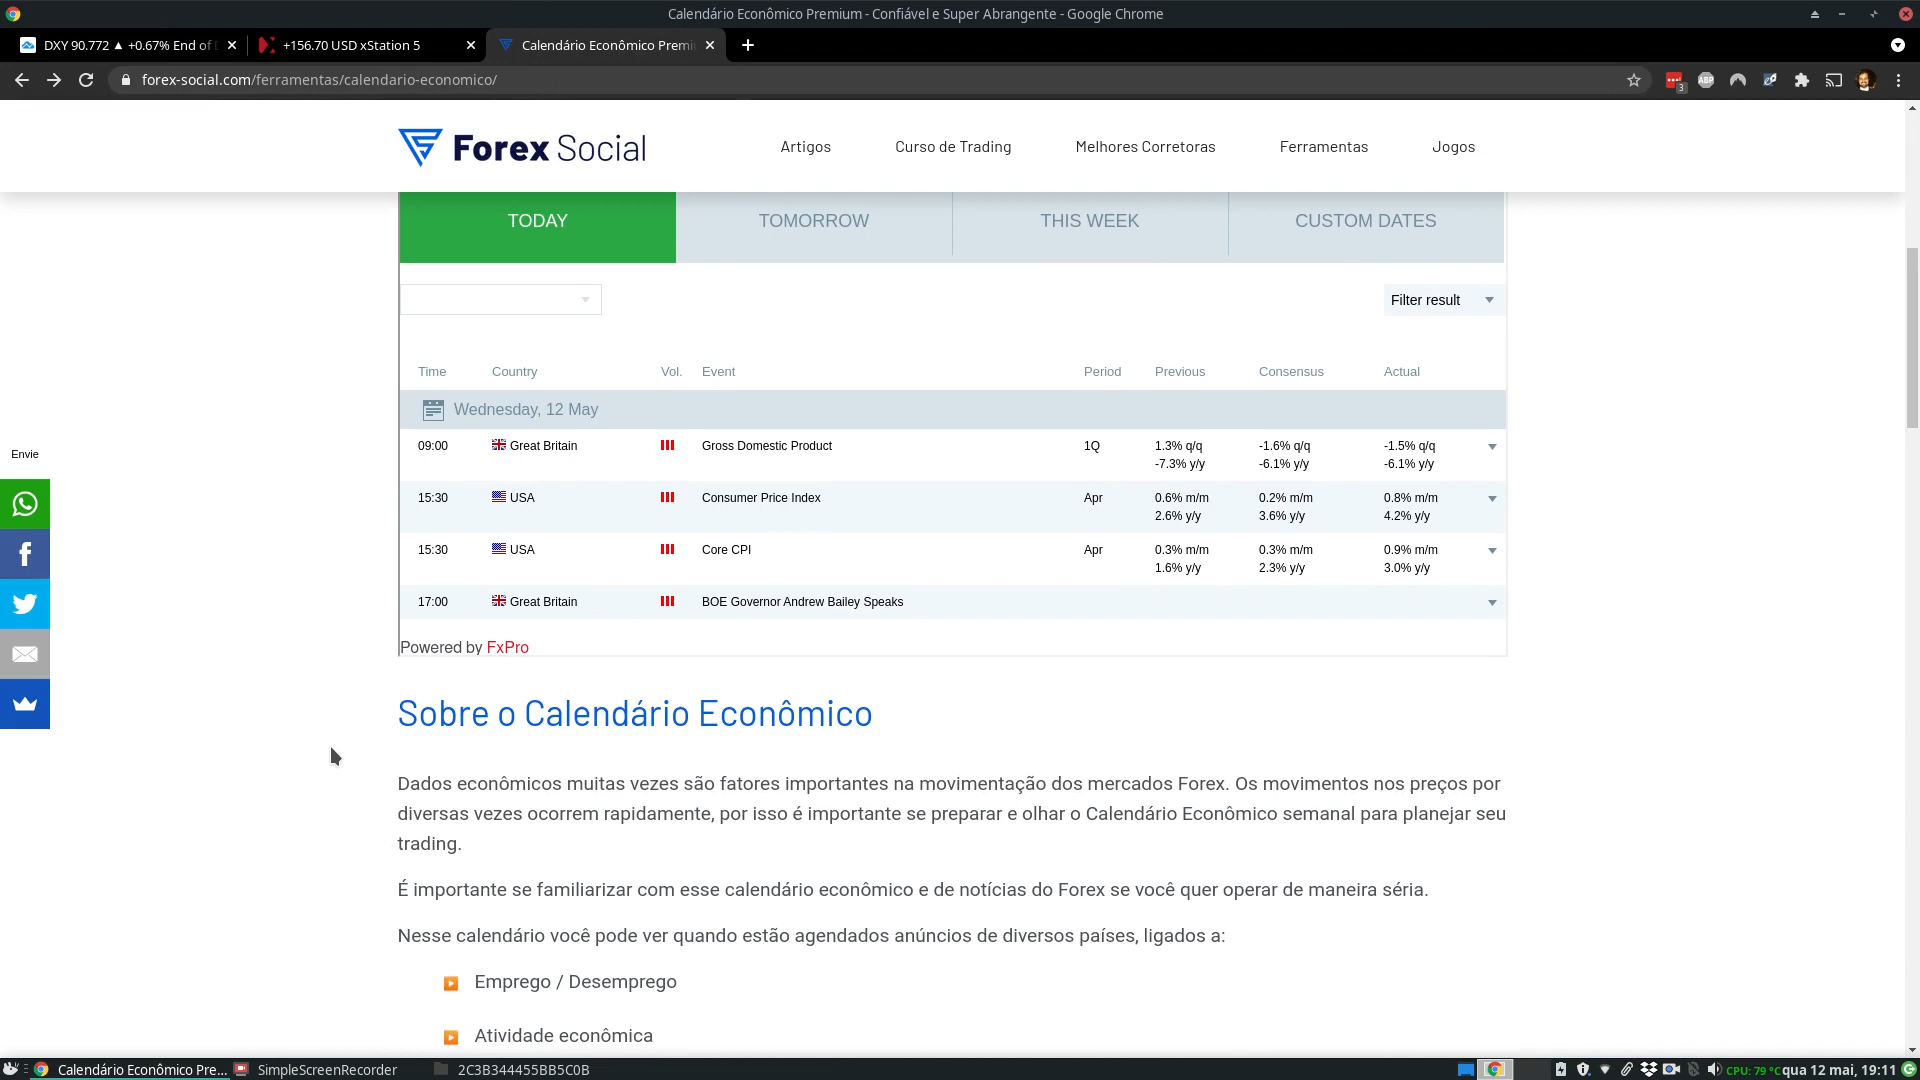 Calendário Econômico Premium - Confiável e Super Abrangente - Google Chrome
DXY 90.772 ▲ +0.67% End of
+156.70 USD xStation 5
Calendário Econômico Premi
forex-social.com/ferramentas/calendario-economico/
3
ABP
Forex Social
Artigos
Curso de Trading
Melhores Corretoras
Ferramentas
Jogos
TODAY
TOMORROW
THIS WEEK
CUSTOM DATES
Filter result
Time Country Vol. Event Period Previous Consensus Actual
Wednesday, 12 May
09:00 Great Britain Gross Domestic Product 1Q 1.3% q/q -1.6% q/q -1.5% q/q
-7.3% y/y -6.1% y/y -6.1% y/y
15:30 USA Consumer Price Index Apr 0.6% m/m 0.2% m/m 0.8% m/m
2.6% y/y 3.6% y/y 4.2% y/y
15:30 USA Core CPI Apr 0.3% m/m 0.3% m/m 0.9% m/m
1.6% y/y 2.3% y/y 3.0% y/y
17:00 Great Britain BOE Governor Andrew Bailey Speaks
Powered by FxPro
Envie
Sobre o Calendário Econômico
Dados econômicos muitas vezes são fatores importantes na movimentação dos mercados Forex. Os movimentos nos preços por
diversas vezes ocorrem rapidamente, por isso é importante se preparar e olhar o Calendário Econômico semanal para planejar seu
trading.
É importante se familiarizar com esse calendário econômico e de notícias do Forex se você quer operar de maneira séria.
Nesse calendário você pode ver quando estão agendados anúncios de diversos países, ligados a:
Emprego / Desemprego
Atividade econômica
Calendário Econômico Pre...
SimpleScreenRecorder
2C3B344455BB5C0B
CPU: 79 °C
qua 12 mai, 19:11